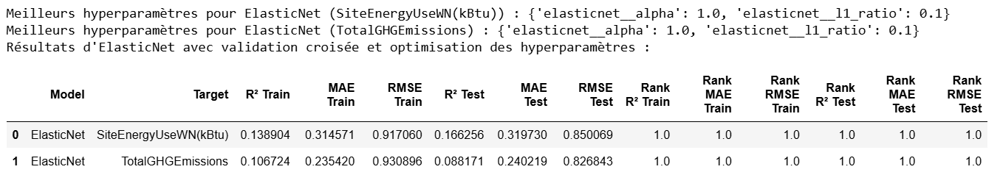 Meilleurs hyperparamètres pour ElasticNet (SiteEnergyUseWN(kBtu)) : {'elasticnet__alpha': 1.0, 'elasticnet__l1_ratio': 0.1}
Meilleurs hyperparamètres pour ElasticNet (TotalGHGEmissions) : {'elasticnet__alpha': 1.0, 'elasticnet__l1_ratio': 0.1}
Résultats d'ElasticNet avec validation croisée et optimisation des hyperparamètres :
Model Target R² Train MAE Train RMSE Train R² Test MAE Test RMSE Test Rank R² Train Rank MAE Train Rank RMSE Train Rank R² Test Rank MAE Test Rank RMSE Test
0 ElasticNet SiteEnergyUseWN(kBtu) 0.138904 0.314571 0.917060 0.166256 0.319730 0.850069 1.0 1.0 1.0 1.0 1.0 1.0
1 ElasticNet TotalGHGEmissions 0.106724 0.235420 0.930896 0.088171 0.240219 0.826843 1.0 1.0 1.0 1.0 1.0 1.0